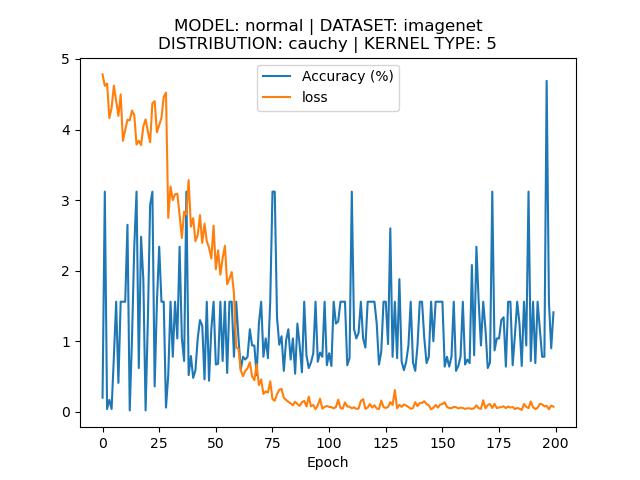 MODEL: normal | DATASET: imagenet
DISTRIBUTION: cauchy | KERNEL TYPE: 5
Accuracy (%)
loss
5
4
3
2
1
0
0 25 50 75 100 125 150 175 200
Epoch